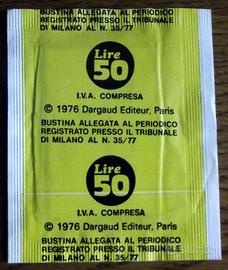 BUSTINA ALLEGATA AL PERIODICO
REGISTRATO PRESSO IL TRIBUNALE
DI MILANO AL N. 35/77
Lire
50
I.V.A. COMPRESA
© 1976 Dargaud Editeur, Paris
BUSTINA ALLEGATA AL PERIODICO
REGISTRATO PRESSO IL TRIBUNALE
DI MILANO AL N. 35/77
Lire
50
I.V.A. COMPRESA
© 1976 Dargaud Editeur, Paris
BUSTINA ALLEGATA AL PERIODICO
REGISTRATO PRESSO IL TRIBUNALE
DI MILANO AL N. 35/77